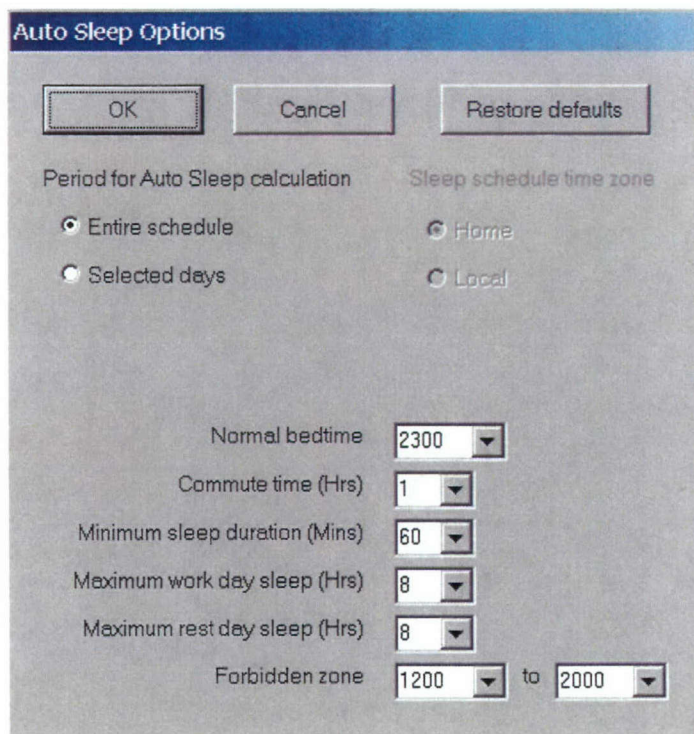 Auto Sleep Options
OK Cancel Restore defaults
Period for Auto Sleep calculation Sleep schedule time zone
Entire schedule Home
Selected days Local
Normal bedtime 2300
Commute time (Hrs) 1
Minimum sleep duration (Mins) 60
Maximum work day sleep (Hrs) 8
Maximum rest day sleep (Hrs) 8
Forbidden zone 1200 to 2000